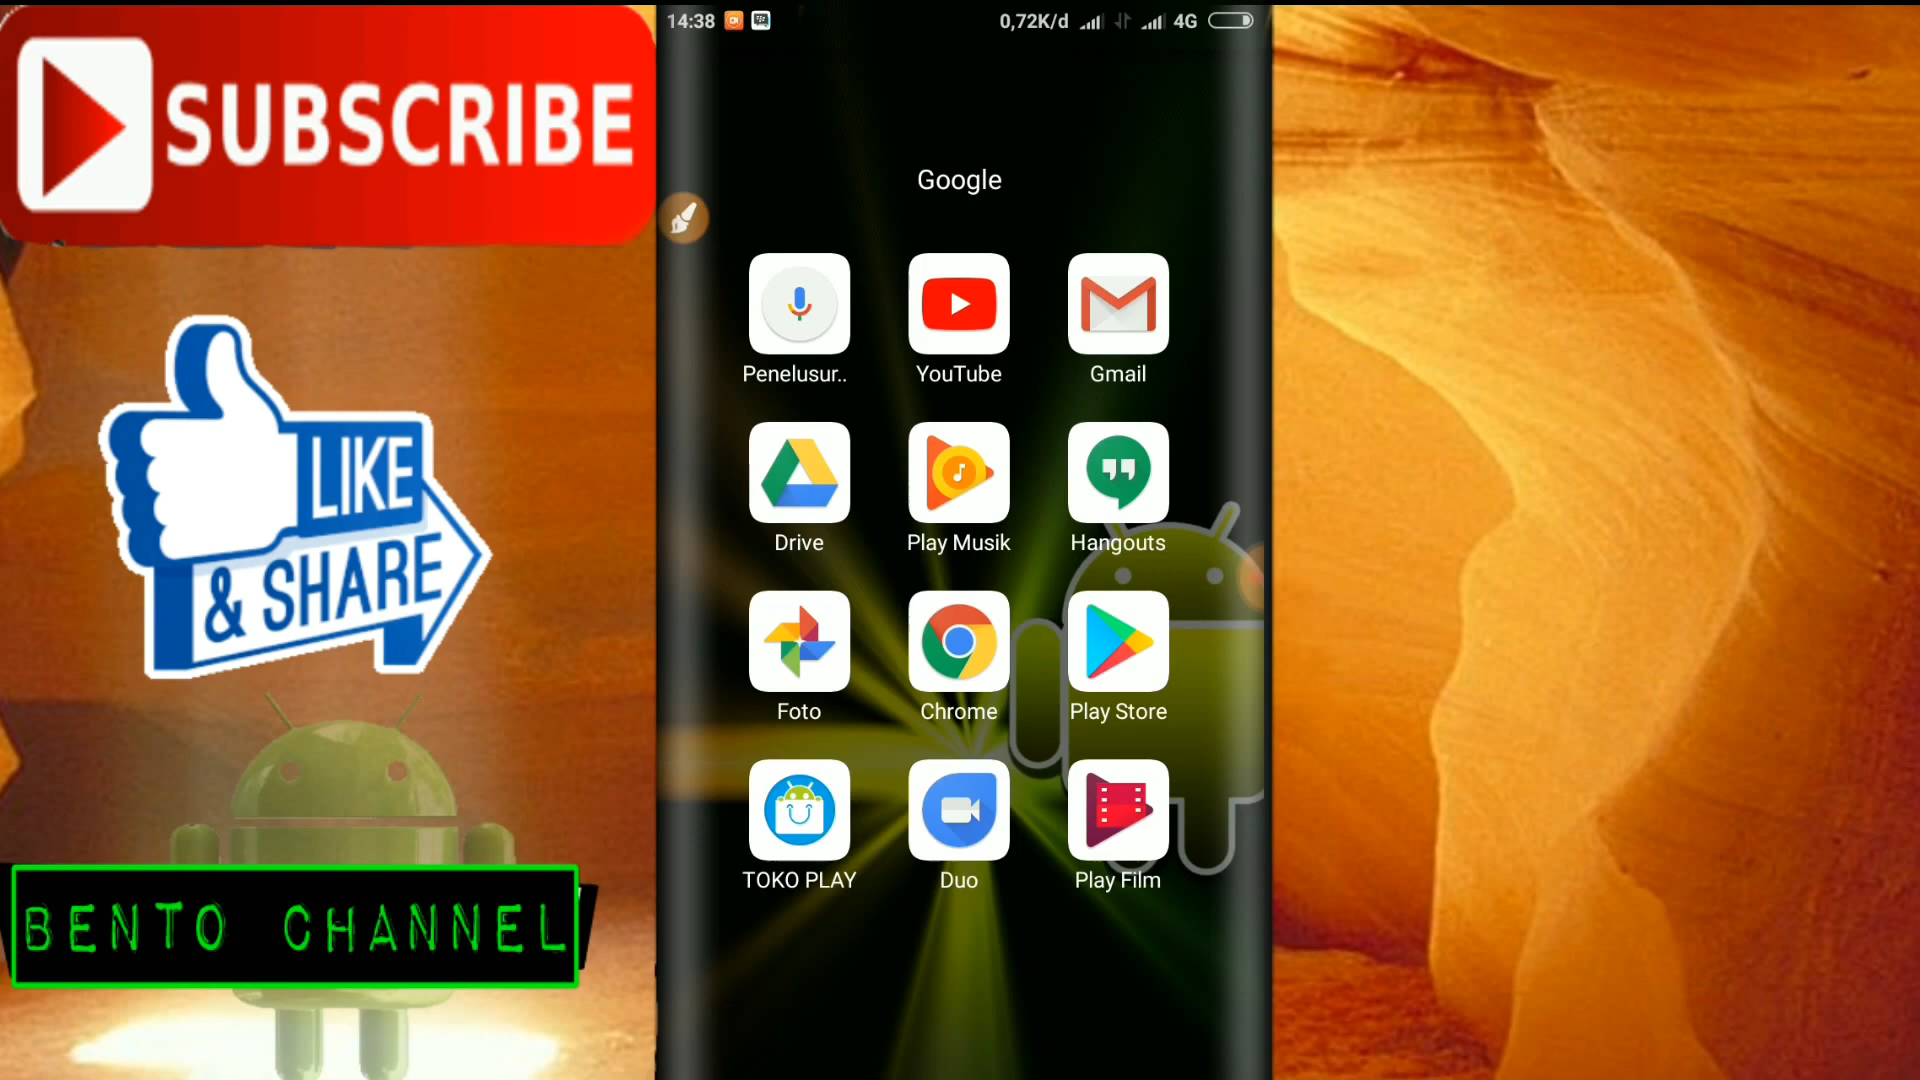 SUBSCRIBE
LIKE
& SHARE
BENTO CHANNEL
14:38
0,72K/d
4G
Google
Penelusur..
YouTube
Gmail
Drive
Play Musik
Hangouts
Foto
Chrome
Play Store
TOKO PLAY
Duo
Play Film